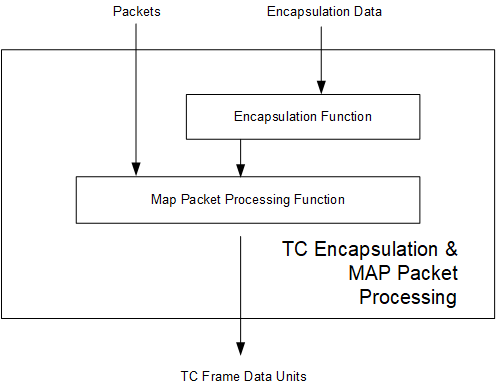 Packets
Encapsulation Data
Encapsulation Function
Map Packet Processing Function
TC Encapsulation &
MAP Packet
Processing
TC Frame Data Units